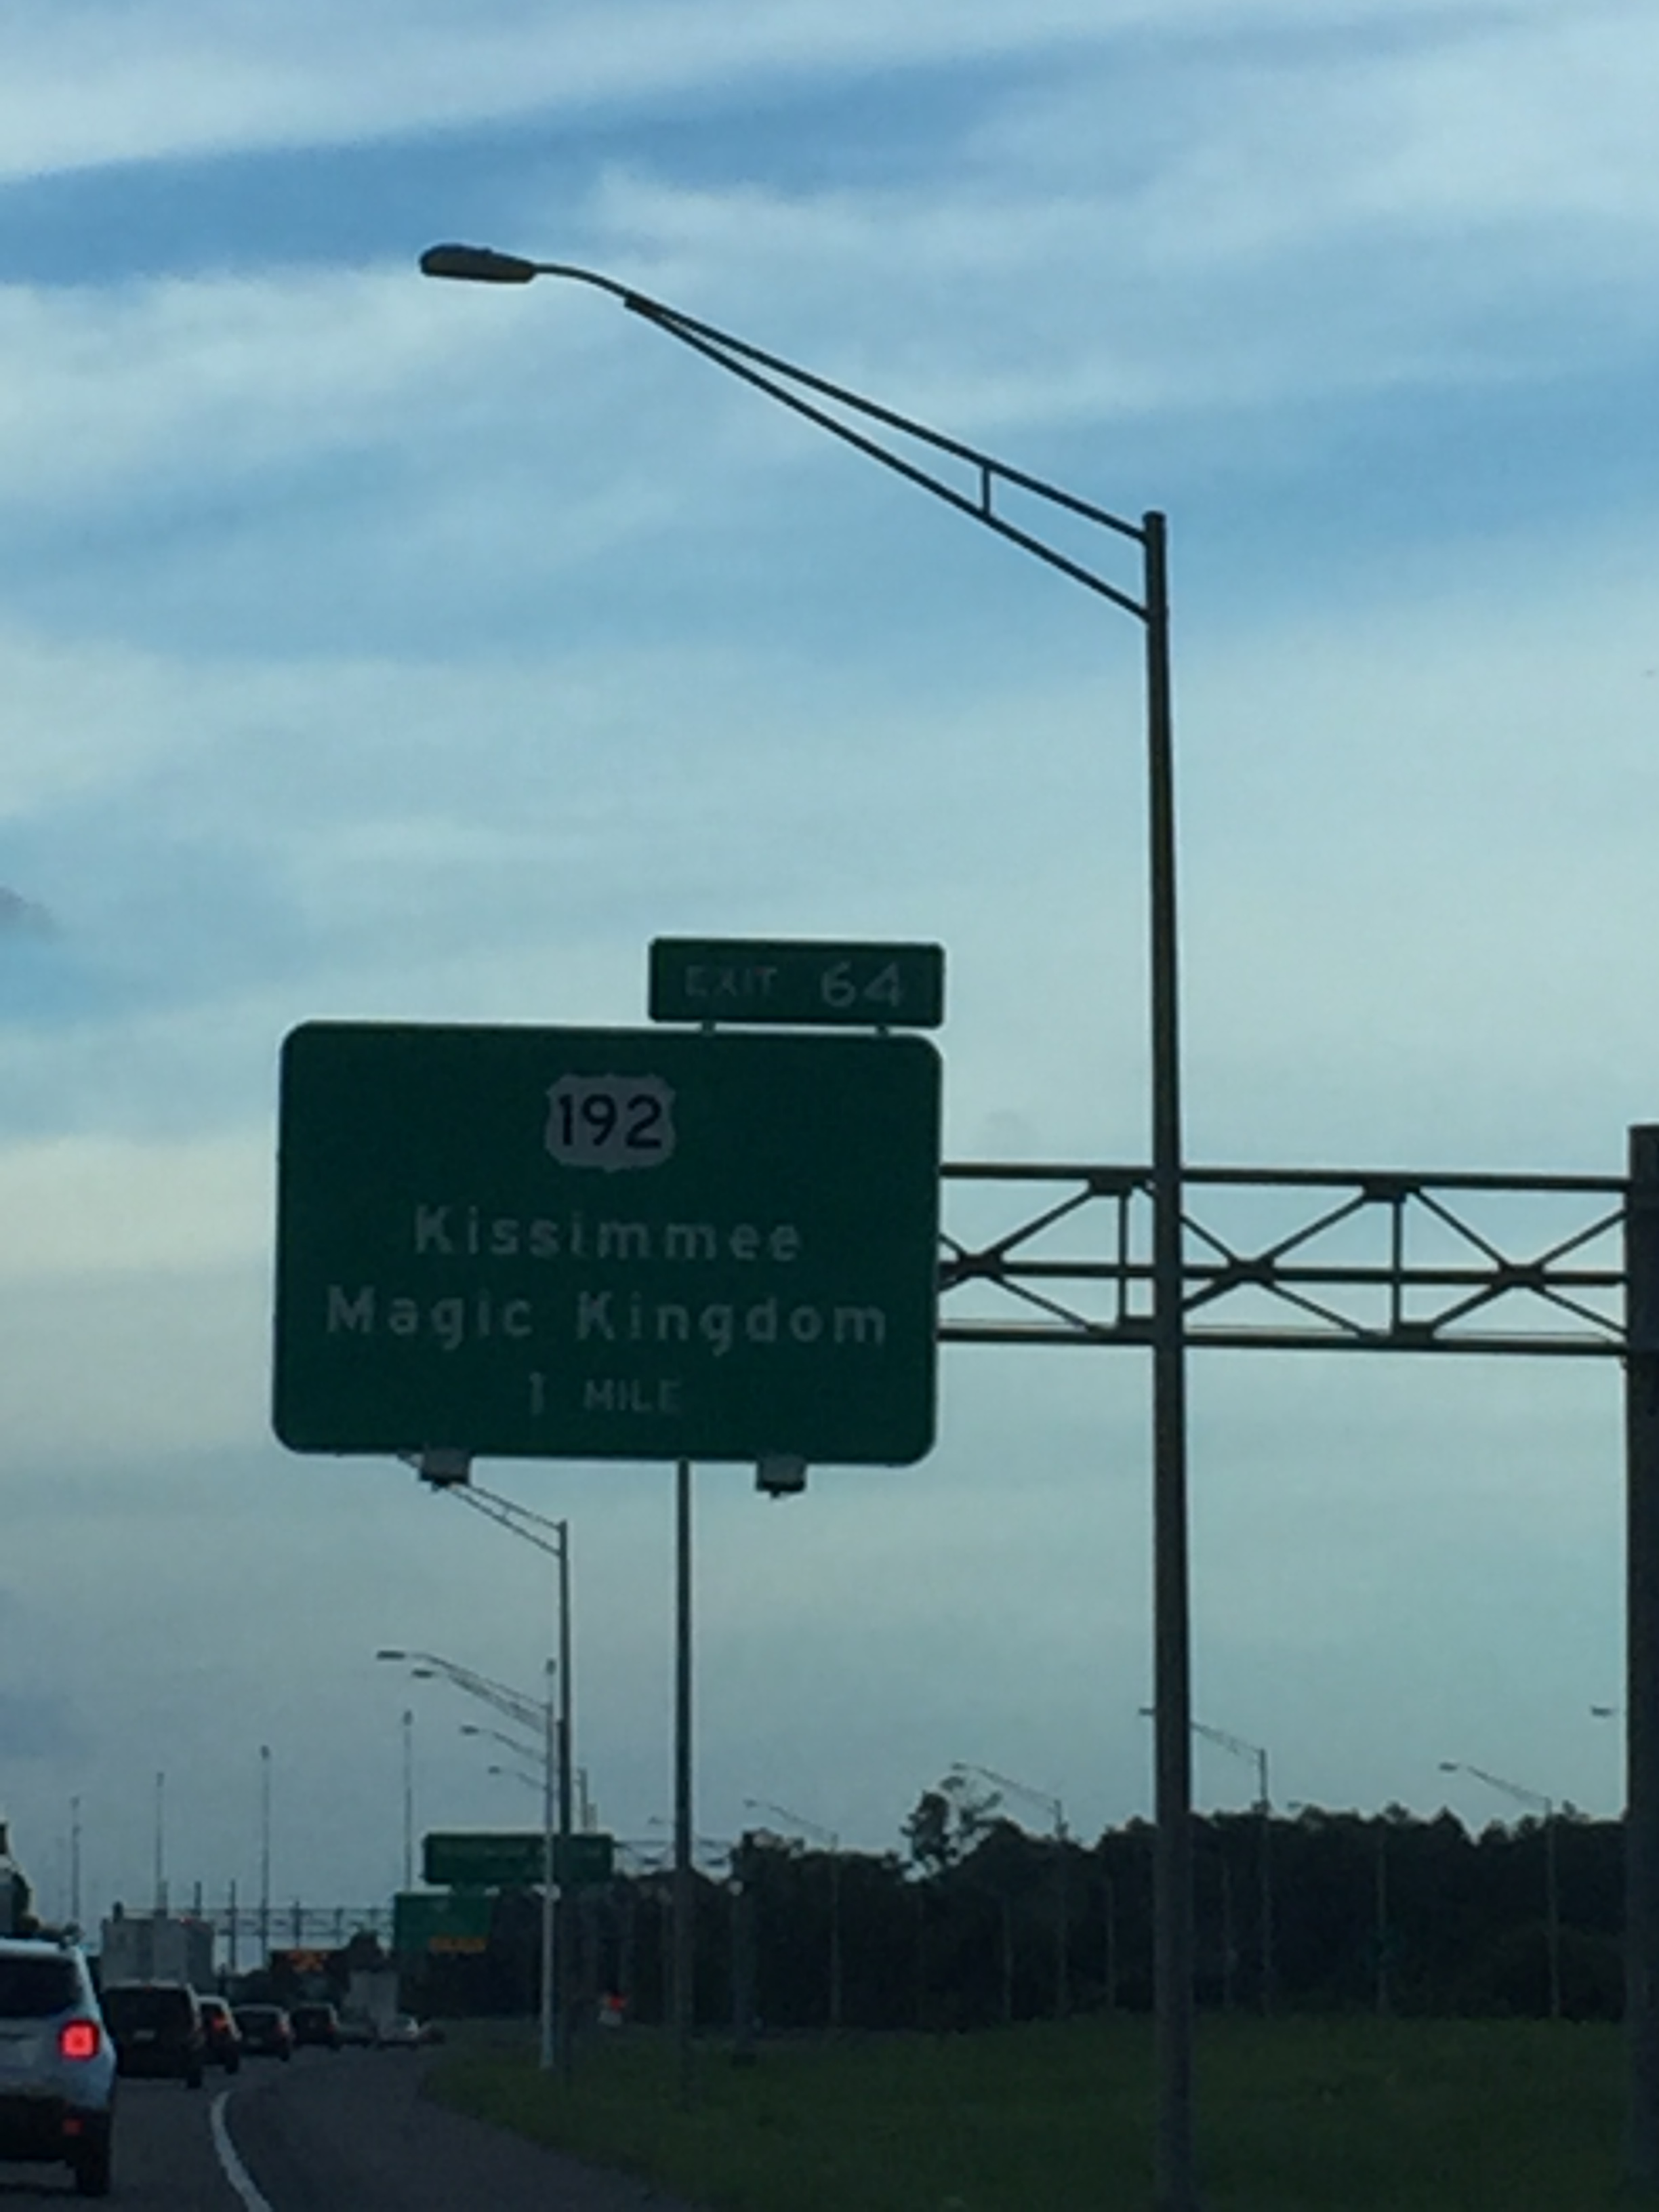 EXIT 64
192
Kissimmee
Magic Kingdom
1 MILE